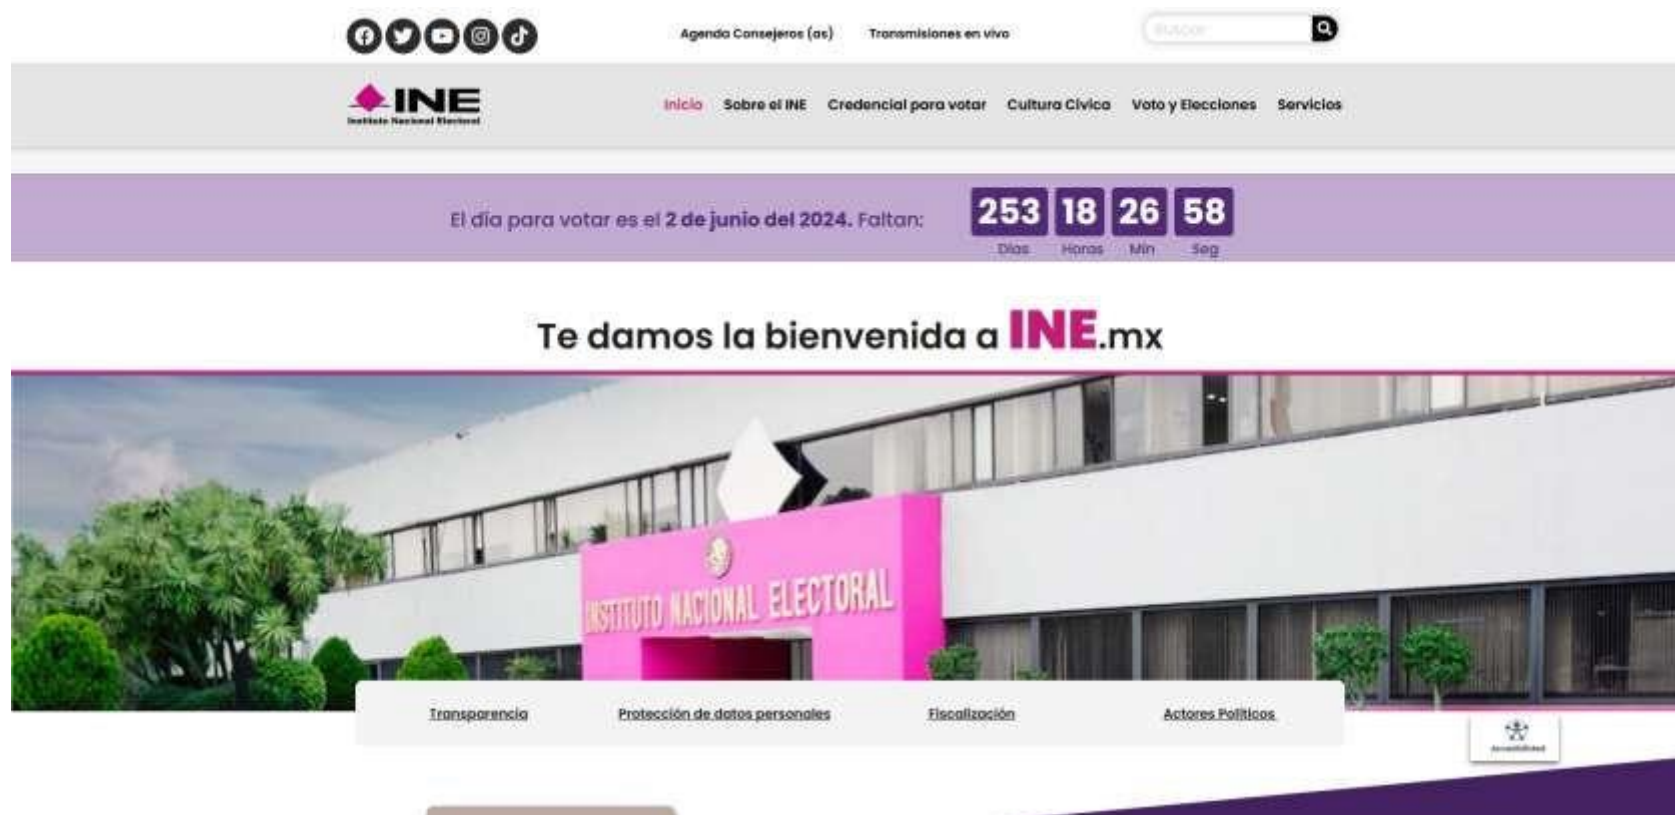 Agenda Consejeros (as) Transmisiones en vivo Buscar
INE
Instituto Nacional Electoral
Inicio Sobre el INE Credencial para votar Cultura Cívica Voto y Elecciones Servicios
El día para votar es el 2 de junio del 2024. Faltan:
253 18 26 58
Días Horas Min Seg
Te damos la bienvenida a INE.mx
INSTITUTO NACIONAL ELECTORAL
Transparencia Protección de datos personales Fiscalización Actores Políticos
Accesibilidad